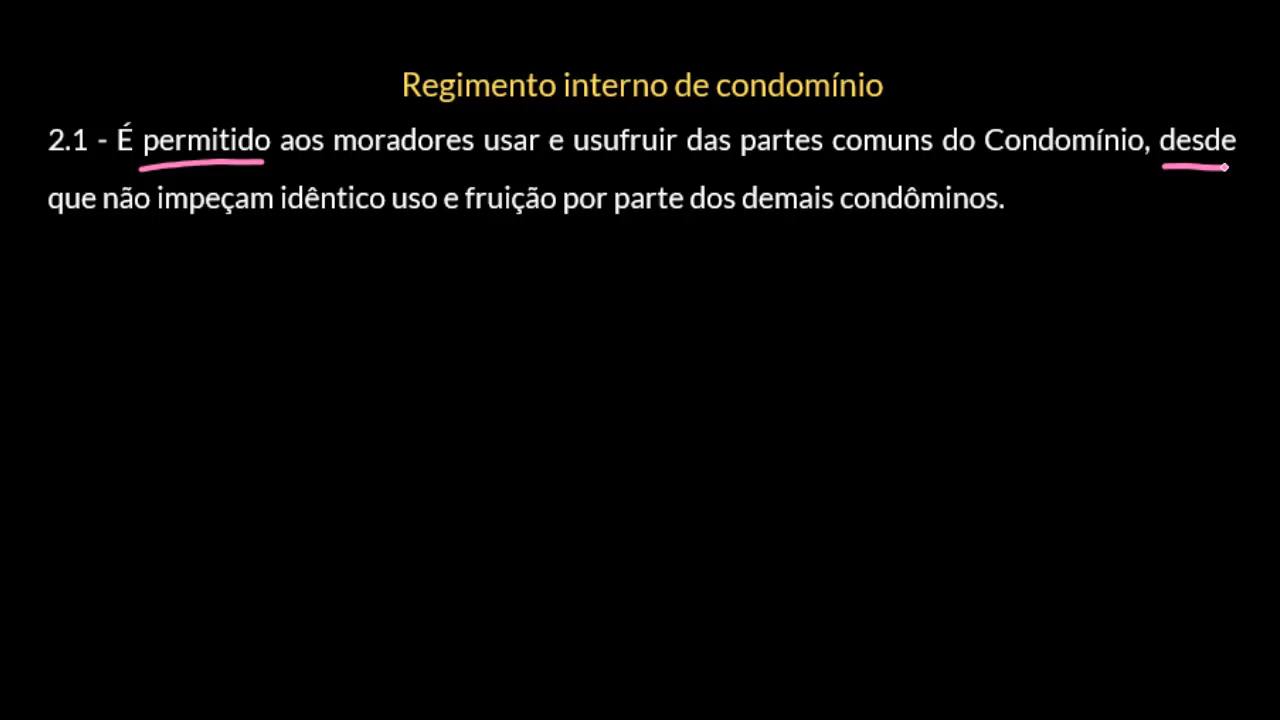 Regimento interno de condomínio
2.1 - É permitido aos moradores usar e usufruir das partes comuns do Condomínio, desde
que não impeçam idêntico uso e fruição por parte dos demais condôminos.